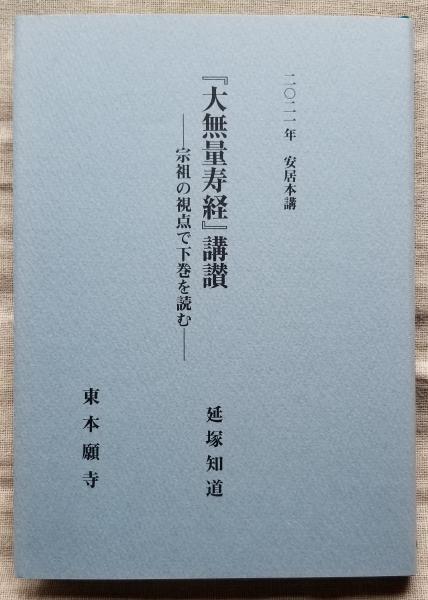 二〇二一年　安居本講
『大無量寿経』講讃
――宗祖の視点で下巻を読む――
延塚知道
東本願寺